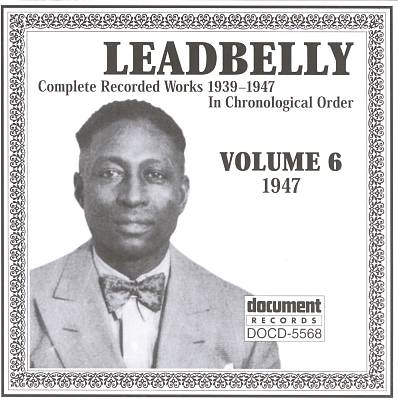 LEADBELLY
Complete Recorded Works 1939–1947
In Chronological Order
VOLUME 6
1947
document
RECORDS
DOCD-5568